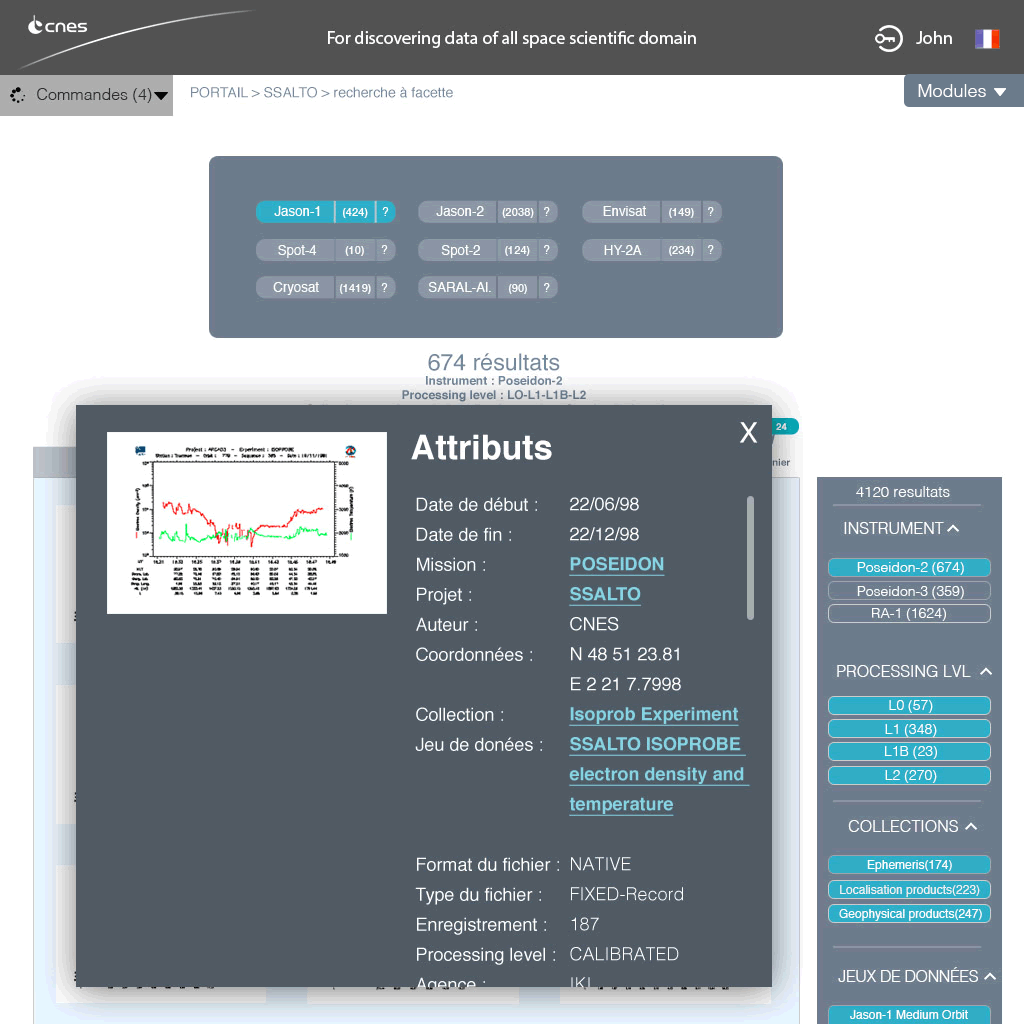 cnes
For discovering data of all space scientific domain
John
Commandes (4)
PORTAIL > SSALTO > recherche à facette
Modules
Jason-1 (424) ?
Jason-2 (2038) ?
Envisat (149) ?
Spot-4 (10) ?
Spot-2 (124) ?
HY-2A (234) ?
Cryosat (1419) ?
SARAL-Al. (90) ?
674 résultats
Instrument : Poseidon-2
Processing level : LO-L1-L1B-L2
24
nier
Attributs
X
Date de début : 22/06/98
Date de fin : 22/12/98
Mission : POSEIDON
Projet : SSALTO
Auteur : CNES
Coordonnées : N 48 51 23.81
E 2 21 7.7998
Collection : Isoprob Experiment
Jeu de donées : SSALTO ISOPROBE
electron density and
temperature
Format du fichier : NATIVE
Type du fichier : FIXED-Record
Enregistrement : 187
Processing level : CALIBRATED
Agence : IKI
4120 resultats
INSTRUMENT
Poseidon-2 (674)
Poseidon-3 (359)
RA-1 (1624)
PROCESSING LVL
L0 (57)
L1 (348)
L1B (23)
L2 (270)
COLLECTIONS
Ephemeris(174)
Localisation products(223)
Geophysical products(247)
JEUX DE DONNÉES
Jason-1 Medium Orbit